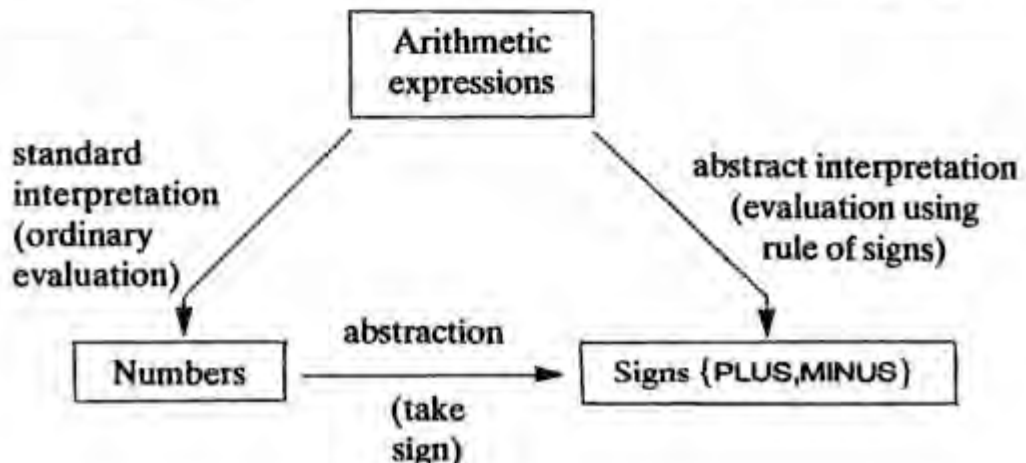 Arithmetic
expressions
standard
interpretation
(ordinary
evaluation)
abstract interpretation
(evaluation using
rule of signs)
Numbers
abstraction
(take
sign)
Signs {PLUS,MINUS}